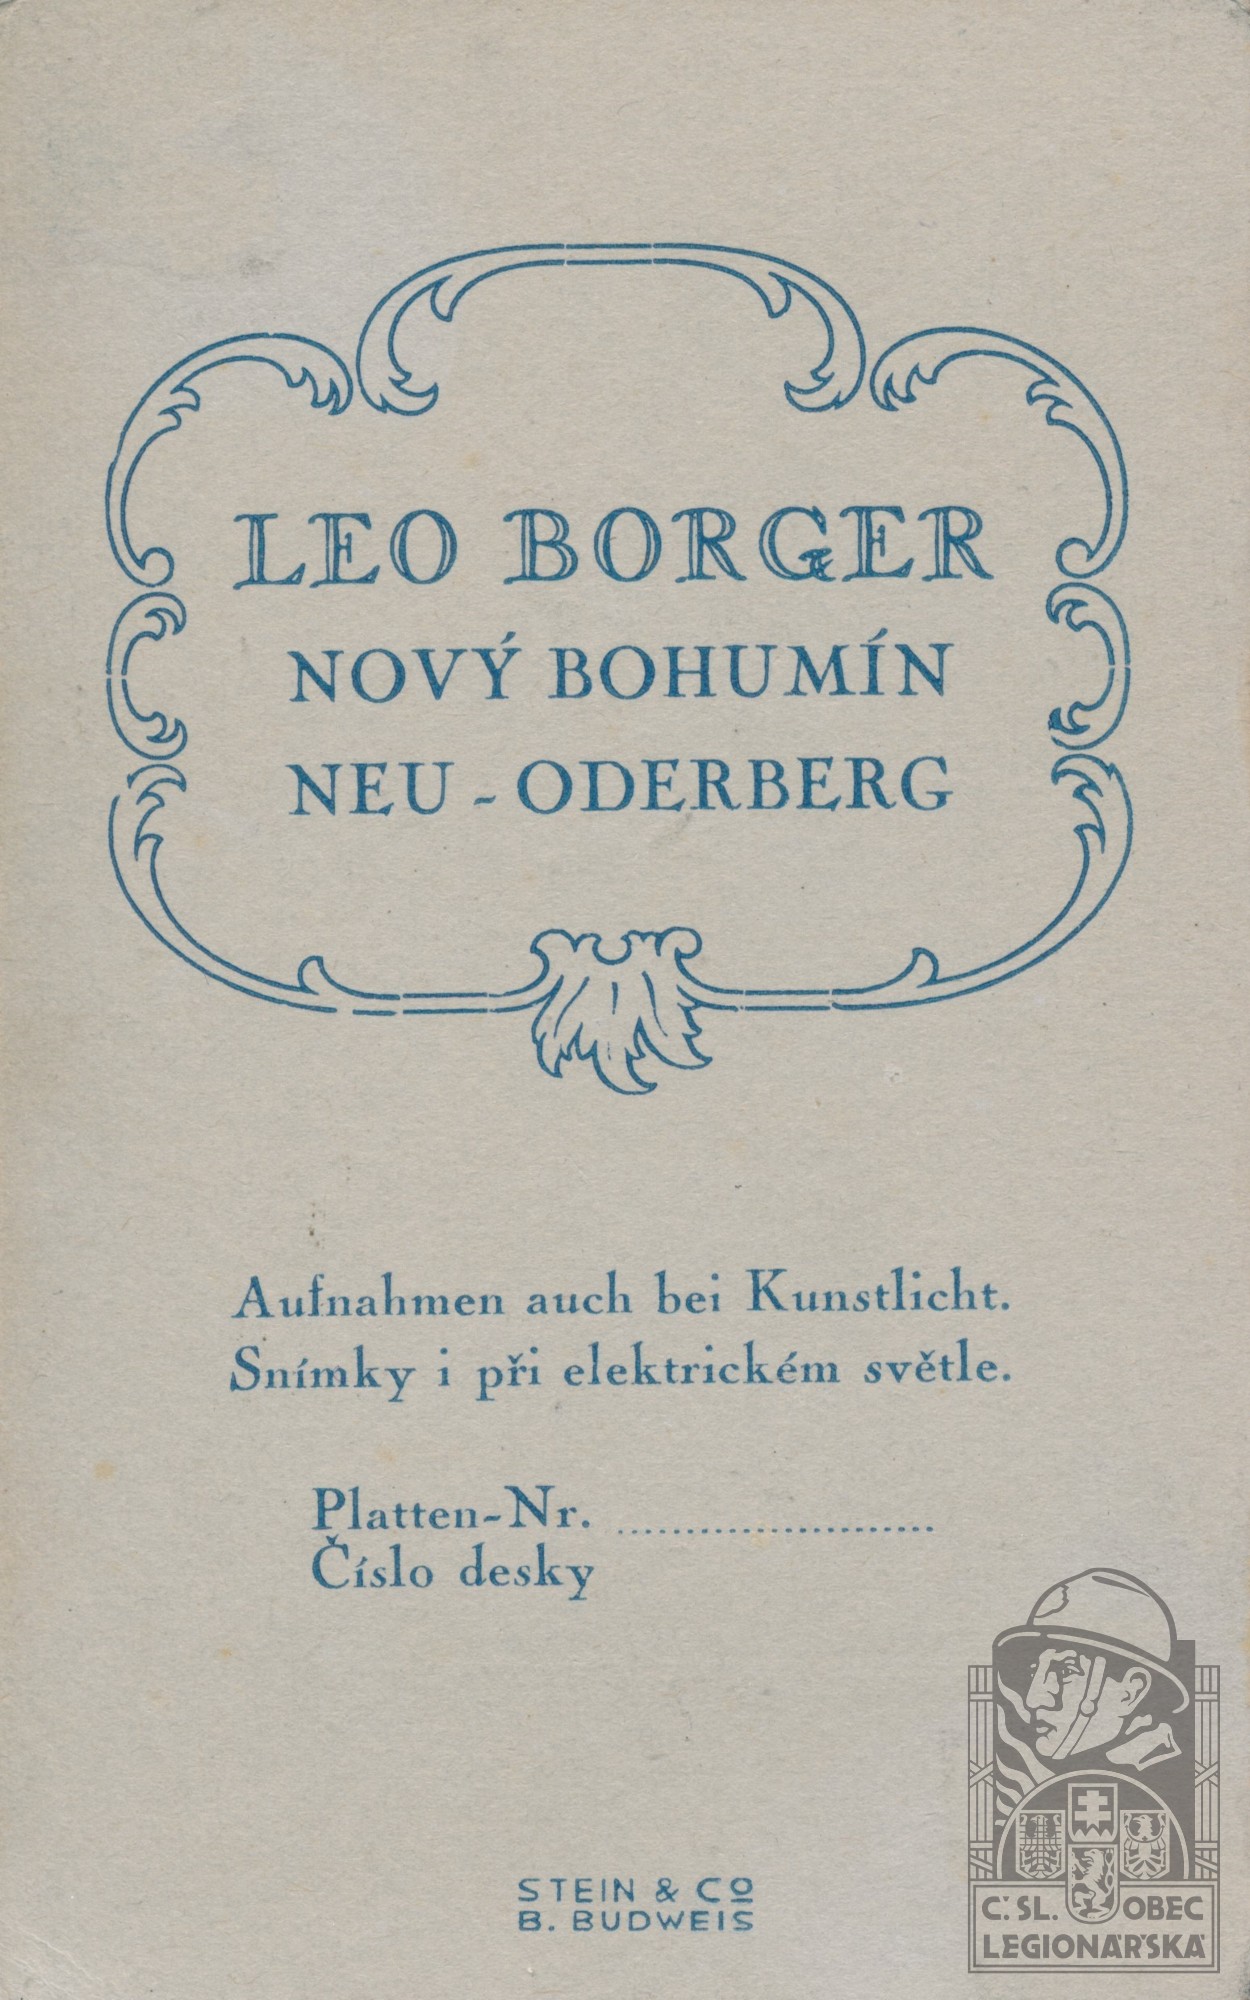 LEO BORGER
NOVÝ BOHUMÍN
NEU - ODERBERG
Aufnahmen auch bei Kunstlicht.
Snímky i při elektrickém světle.
Platten-Nr. ........................
Číslo desky
STEIN & Co
B. BUDWEIS
Č. SL. OBEC
LEGIONÁŘSKÁ